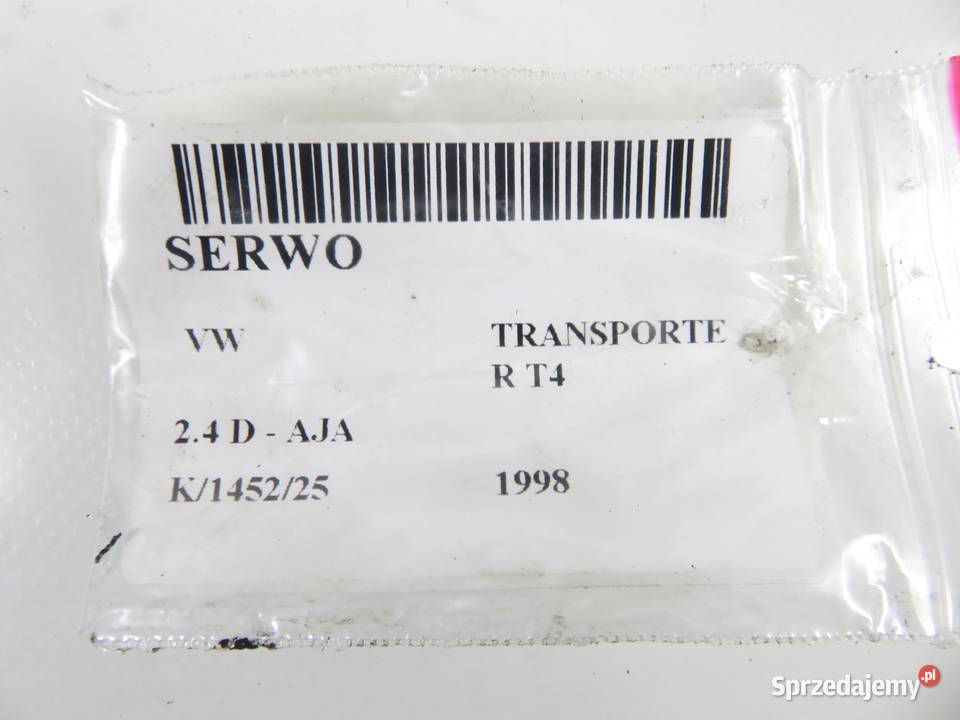 SERWO
VW TRANSPORTE
R T4
2.4 D - AJA
K/1452/25 1998
Sprzedajemy.pl